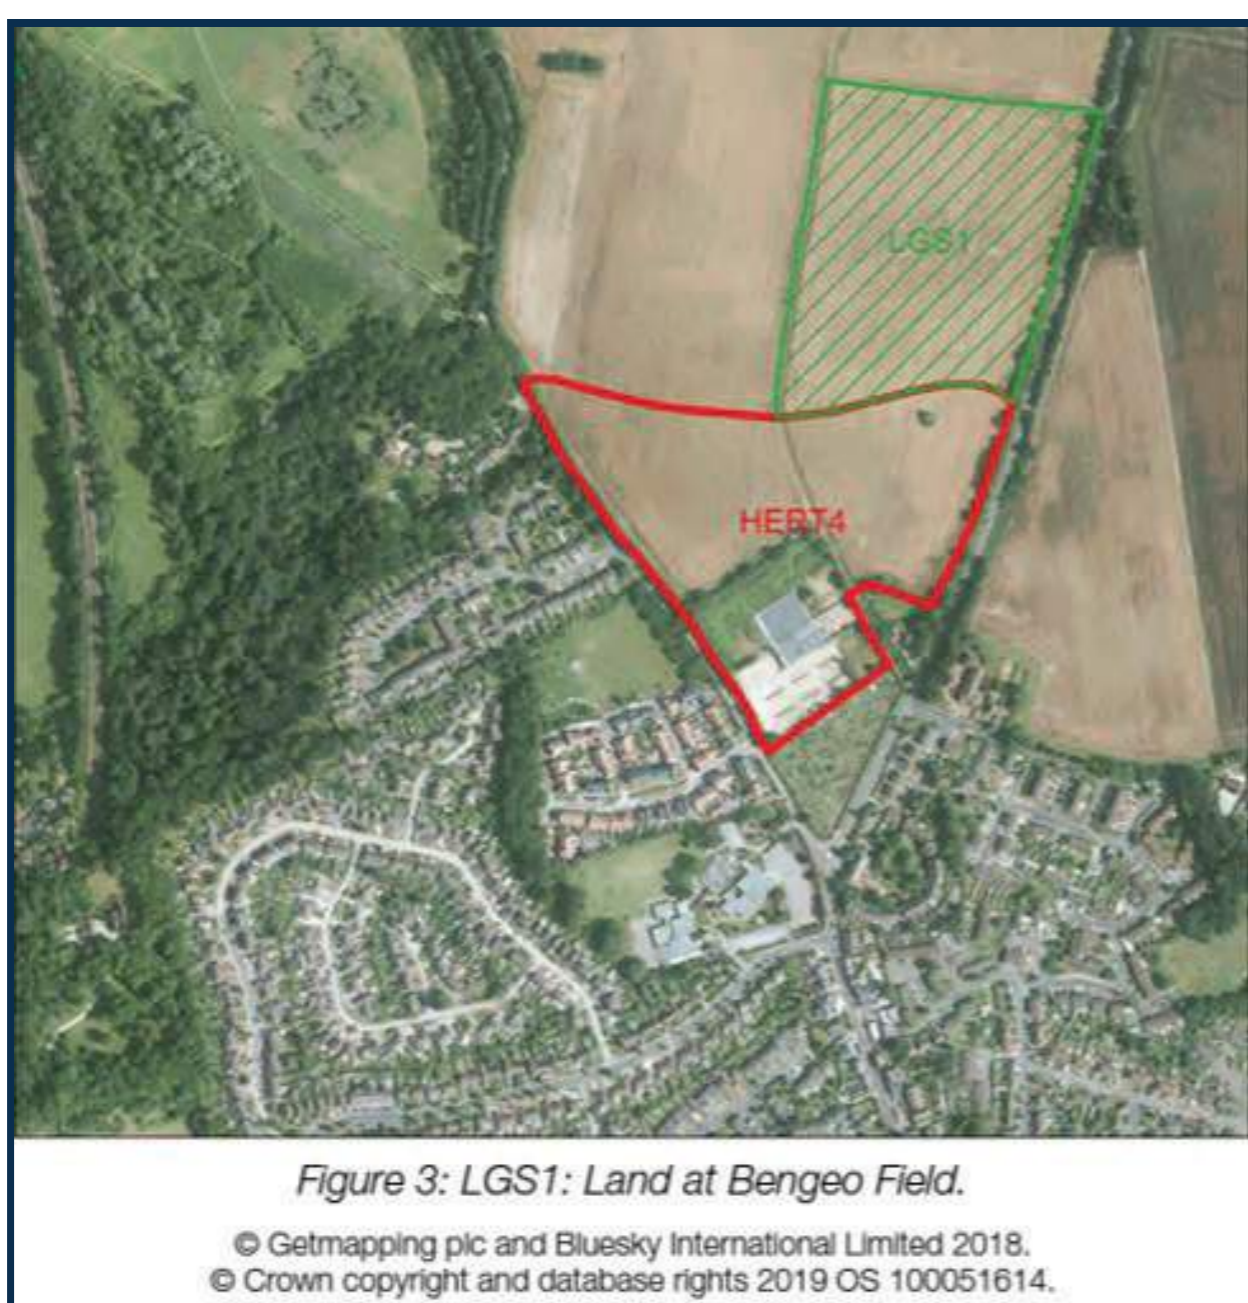 LGS1
HERT4
Figure 3: LGS1: Land at Bengeo Field.
© Getmapping plc and Bluesky International Limited 2018.
© Crown copyright and database rights 2019 OS 100051614.